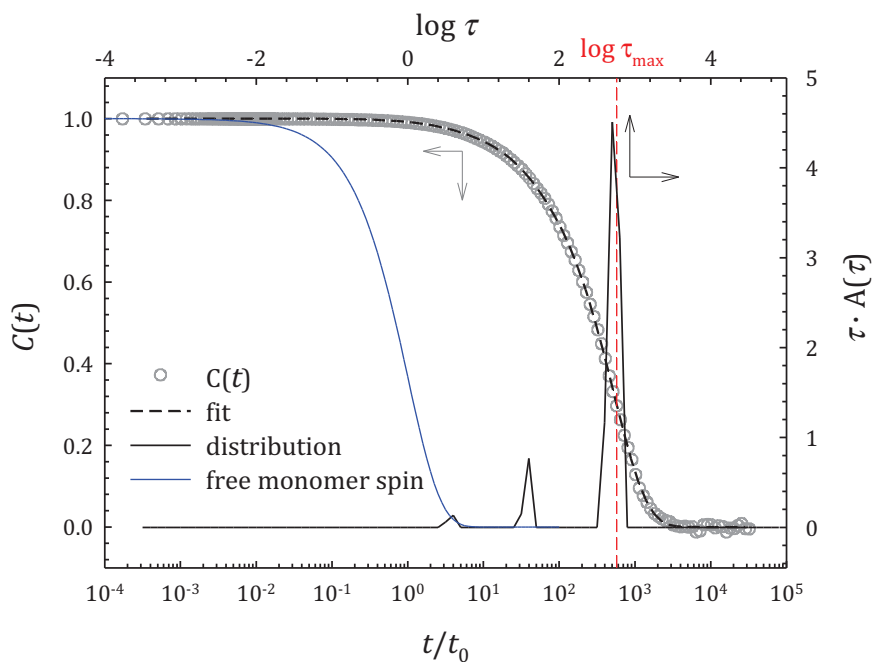 log τ
-4 -2 0 2 4
log τmax
1.0
0.8
0.6
0.4
0.2
0.0
C(t)
5
4
3
2
1
0
τ · A(τ)
C(t)
fit
distribution
free monomer spin
10⁻⁴ 10⁻³ 10⁻² 10⁻¹ 10⁰ 10¹ 10² 10³ 10⁴ 10⁵
t/t₀